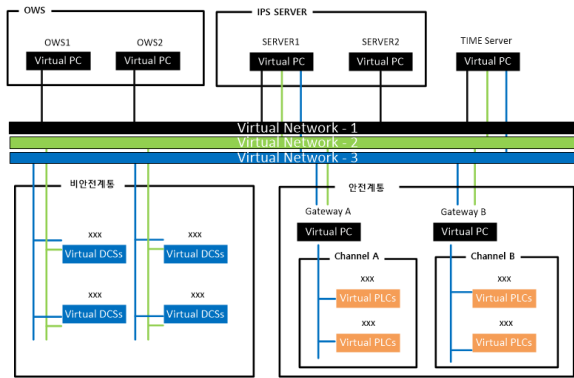 OWS
IPS SERVER
OWS1
OWS2
SERVER1
SERVER2
TIME Server
Virtual PC
Virtual PC
Virtual PC
Virtual PC
Virtual PC
Virtual Network - 1
Virtual Network - 2
Virtual Network - 3
비안전계통
안전계통
Gateway A
Gateway B
Virtual PC
Virtual PC
xxx
xxx
Virtual DCSs
Virtual DCSs
xxx
xxx
Virtual DCSs
Virtual DCSs
Channel A
Channel B
xxx
xxx
Virtual PLCs
Virtual PLCs
xxx
xxx
Virtual PLCs
Virtual PLCs